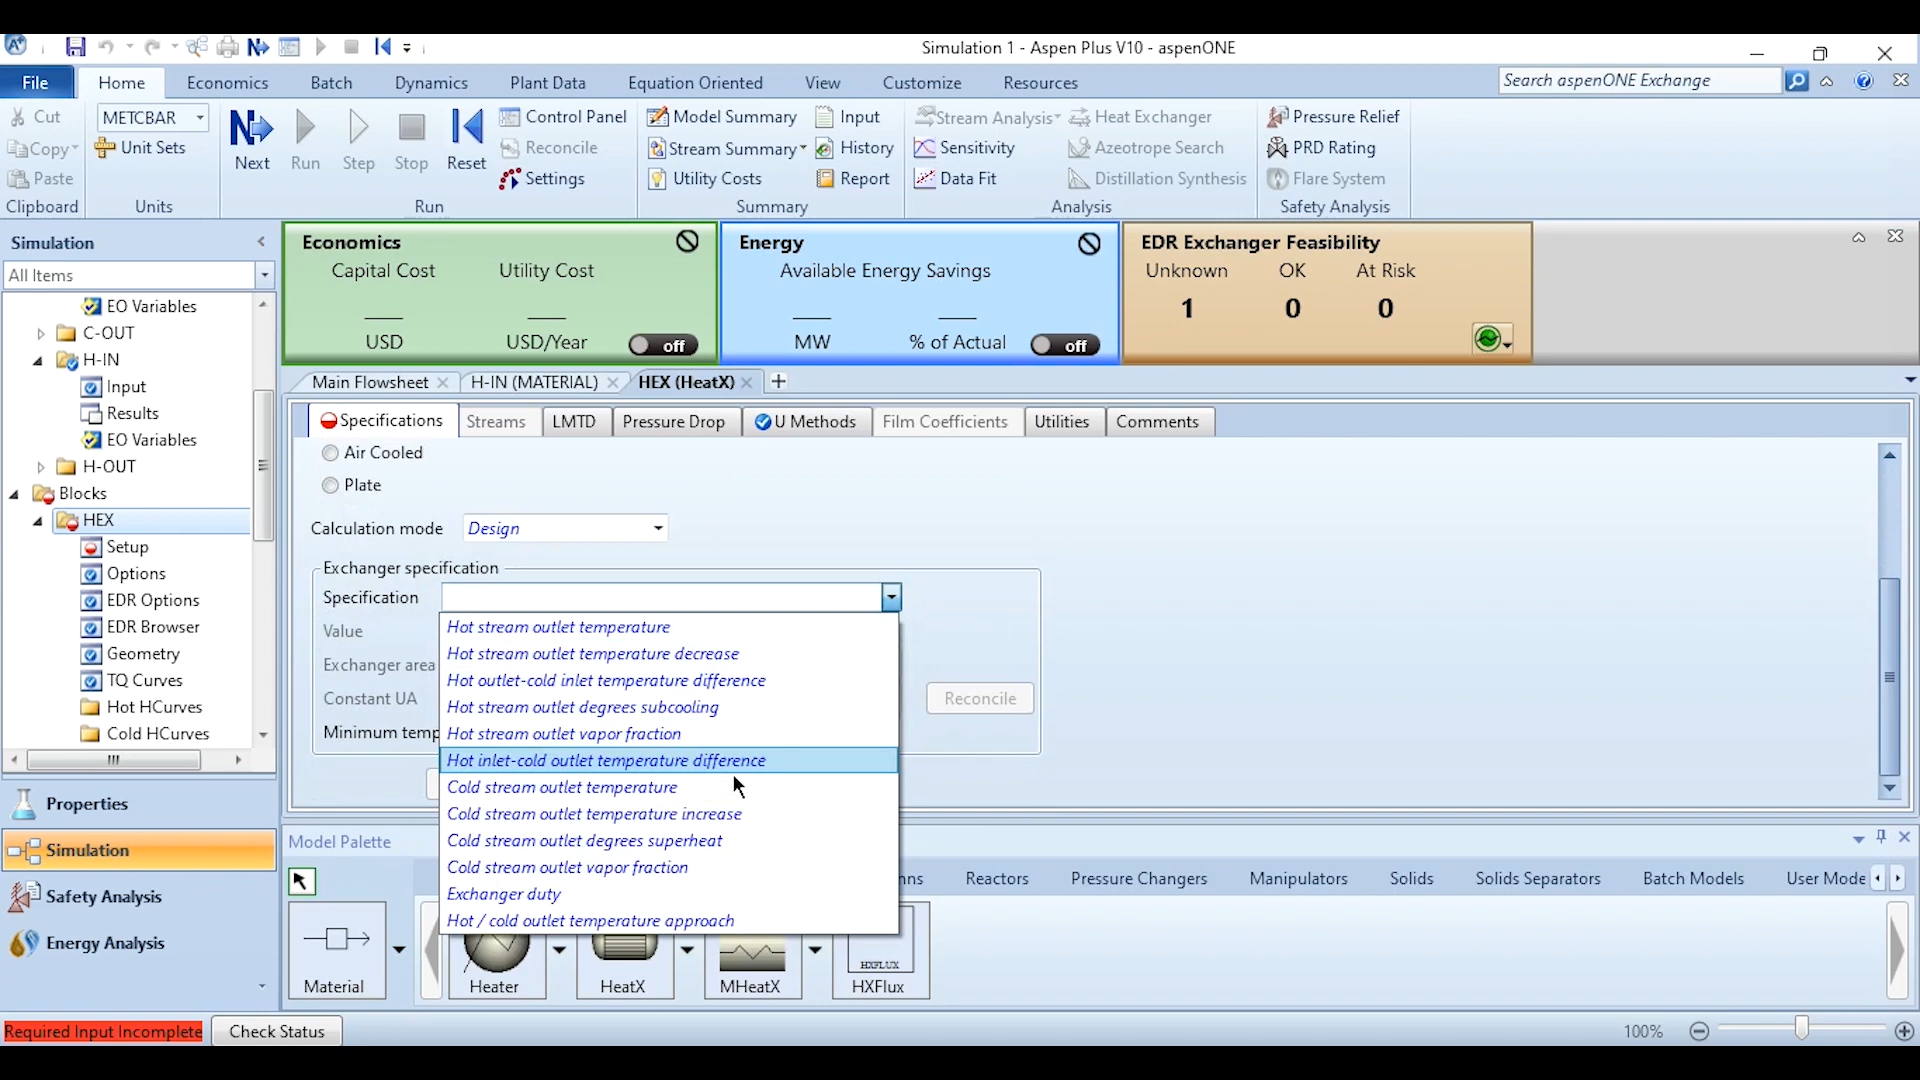 Simulation 1 - Aspen Plus V10 - aspenONE
File Home Economics Batch Dynamics Plant Data Equation Oriented View Customize Resources Search aspenONE Exchange
Cut METCBAR Control Panel Model Summary Input Stream Analysis Heat Exchanger Pressure Relief
Copy Unit Sets Next Run Step Stop Reset Reconcile Stream Summary History Sensitivity Azeotrope Search PRD Rating
Paste Settings Utility Costs Report Data Fit Distillation Synthesis Flare System
Clipboard Units Run Summary Analysis Safety Analysis
Simulation
All Items
EO Variables
C-OUT
H-IN
Input
Results
EO Variables
H-OUT
Blocks
HEX
Setup
Options
EDR Options
EDR Browser
Geometry
TQ Curves
Hot HCurves
Cold HCurves
Properties
Simulation
Safety Analysis
Energy Analysis
Economics
Capital Cost Utility Cost
USD USD/Year off
Energy
Available Energy Savings
MW % of Actual off
EDR Exchanger Feasibility
Unknown OK At Risk
1 0 0
Main Flowsheet H-IN (MATERIAL) HEX (HeatX) +
Specifications Streams LMTD Pressure Drop U Methods Film Coefficients Utilities Comments
Air Cooled
Plate
Calculation mode Design
Exchanger specification
Specification
Value
Exchanger area
Constant UA Reconcile
Minimum temp
Hot stream outlet temperature
Hot stream outlet temperature decrease
Hot outlet-cold inlet temperature difference
Hot stream outlet degrees subcooling
Hot stream outlet vapor fraction
Hot inlet-cold outlet temperature difference
Cold stream outlet temperature
Cold stream outlet temperature increase
Cold stream outlet degrees superheat
Cold stream outlet vapor fraction
Exchanger duty
Hot / cold outlet temperature approach
Model Palette
Reactors Pressure Changers Manipulators Solids Solids Separators Batch Models User Mode
HXFLUX
Material Heater HeatX MHeatX HXFlux
Required Input Incomplete Check Status 100%